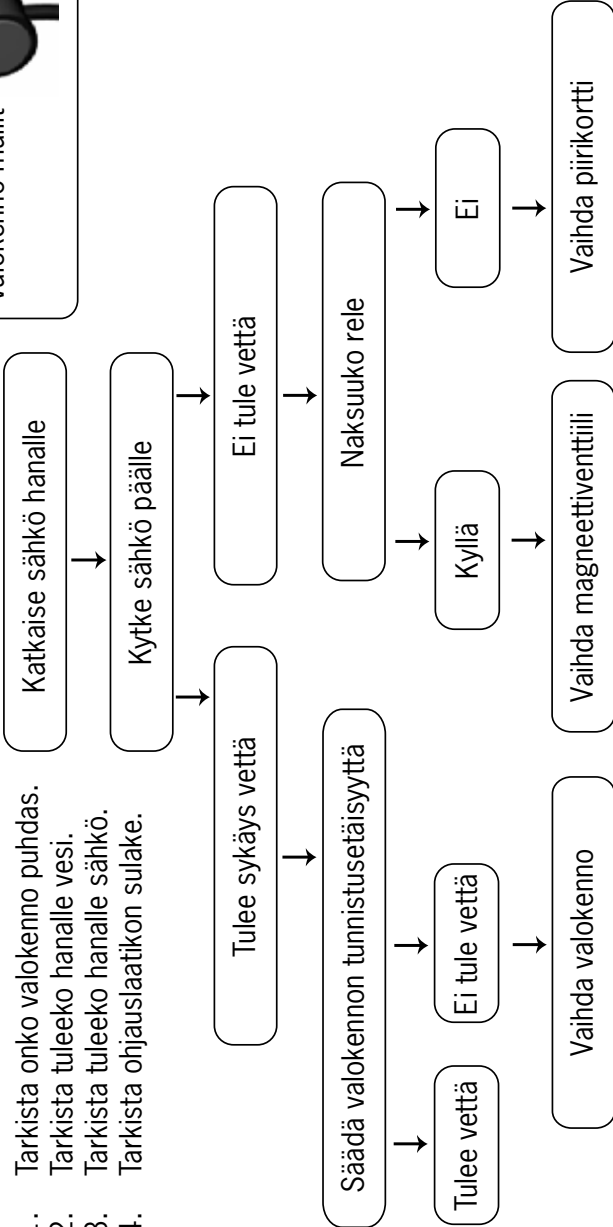 1. Tarkista onko valokenno puhdas.
2. Tarkista tuleeko hanalle vesi.
3. Tarkista tuleeko hanalle sähkö.
4. Tarkista ohjauslaatikon sulake.
Katkaise sähkö hanalle
Kytke sähkö päälle
Tulee sykäys vettä
Ei tule vettä
Säädä valokennon tunnistusetäisyyttä
Naksuuko rele
Tulee vettä
Ei tule vettä
Kyllä
Ei
Vaihda valokenno
Vaihda magneettiventtiili
Vaihda piirikortti